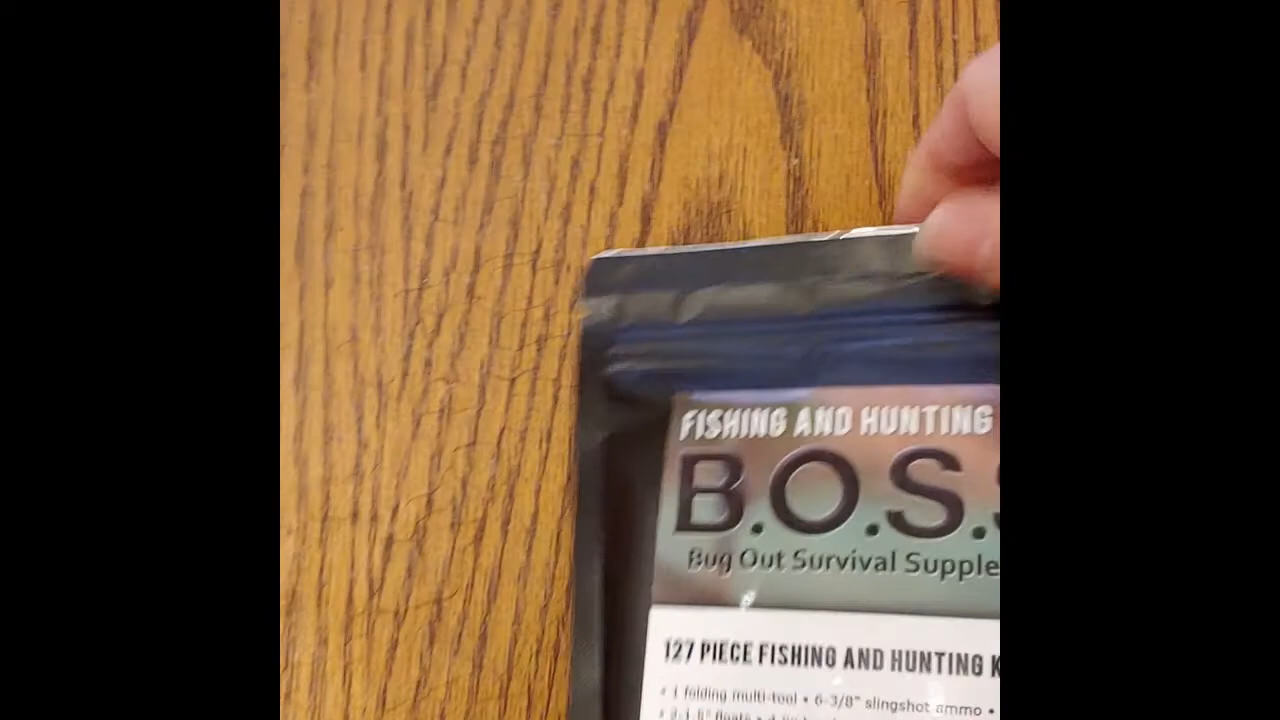 FISHING AND HUNTING
B.O.S.
Bug Out Survival Supple
127 PIECE FISHING AND HUNTING K
• 1 folding multi-tool • 6-3/8" slingshot ammo •